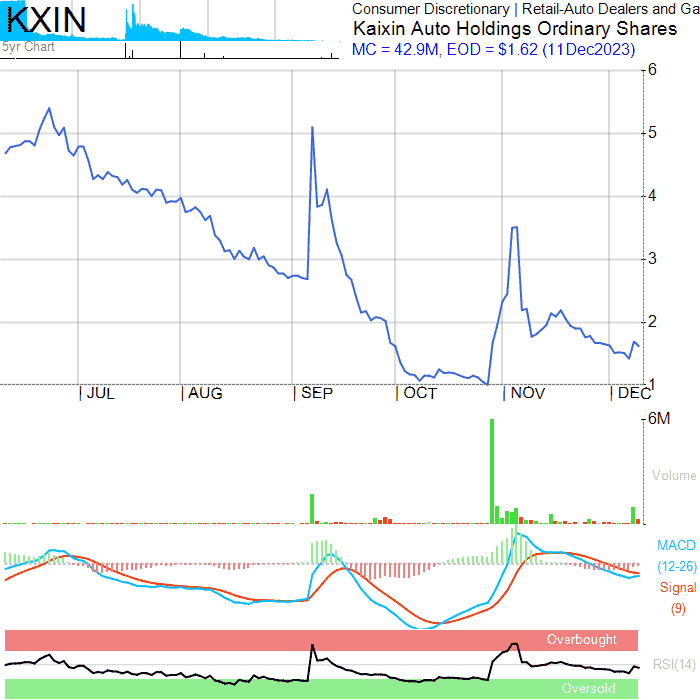 KXIN
5yr Chart
Consumer Discretionary | Retail-Auto Dealers and Ga
Kaixin Auto Holdings Ordinary Shares
MC = 42.9M, EOD = $1.62 (11Dec2023)
6
5
4
3
2
1
| JUL | AUG | SEP | OCT | NOV | DEC
6M
Volume
MACD
(12-26)
Signal
(9)
Overbought
RSI(14)
Oversold